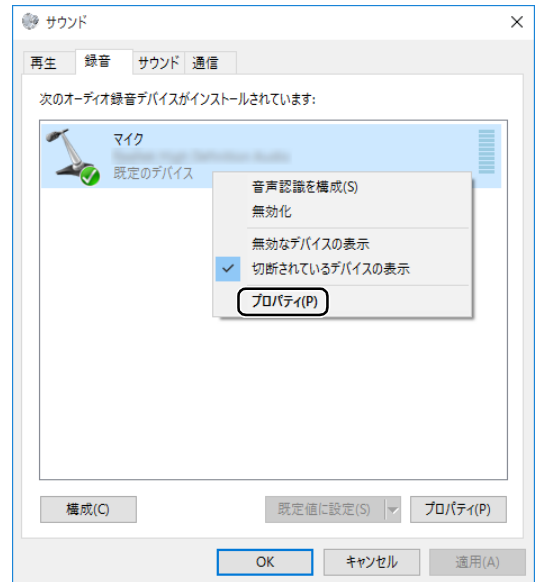 サウンド
再生 録音 サウンド 通信
次のオーディオ録音デバイスがインストールされています:
マイク
既定のデバイス
音声認識を構成(S)
無効化
無効なデバイスの表示
切断されているデバイスの表示
プロパティ(P)
構成(C) 既定値に設定(S) プロパティ(P)
OK キャンセル 適用(A)